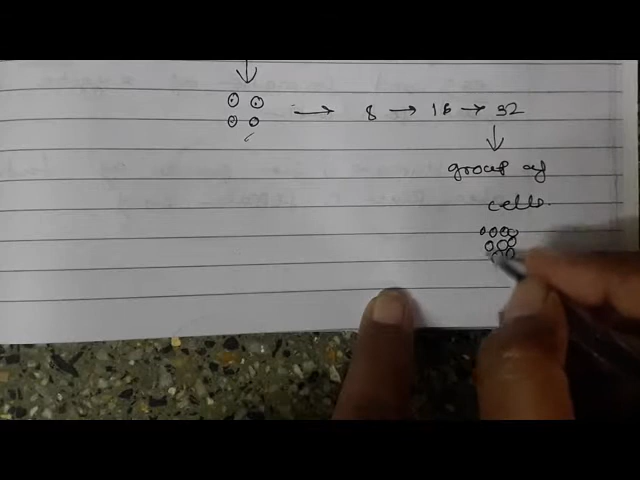 → 8 → 16 → 32
group of
cells.